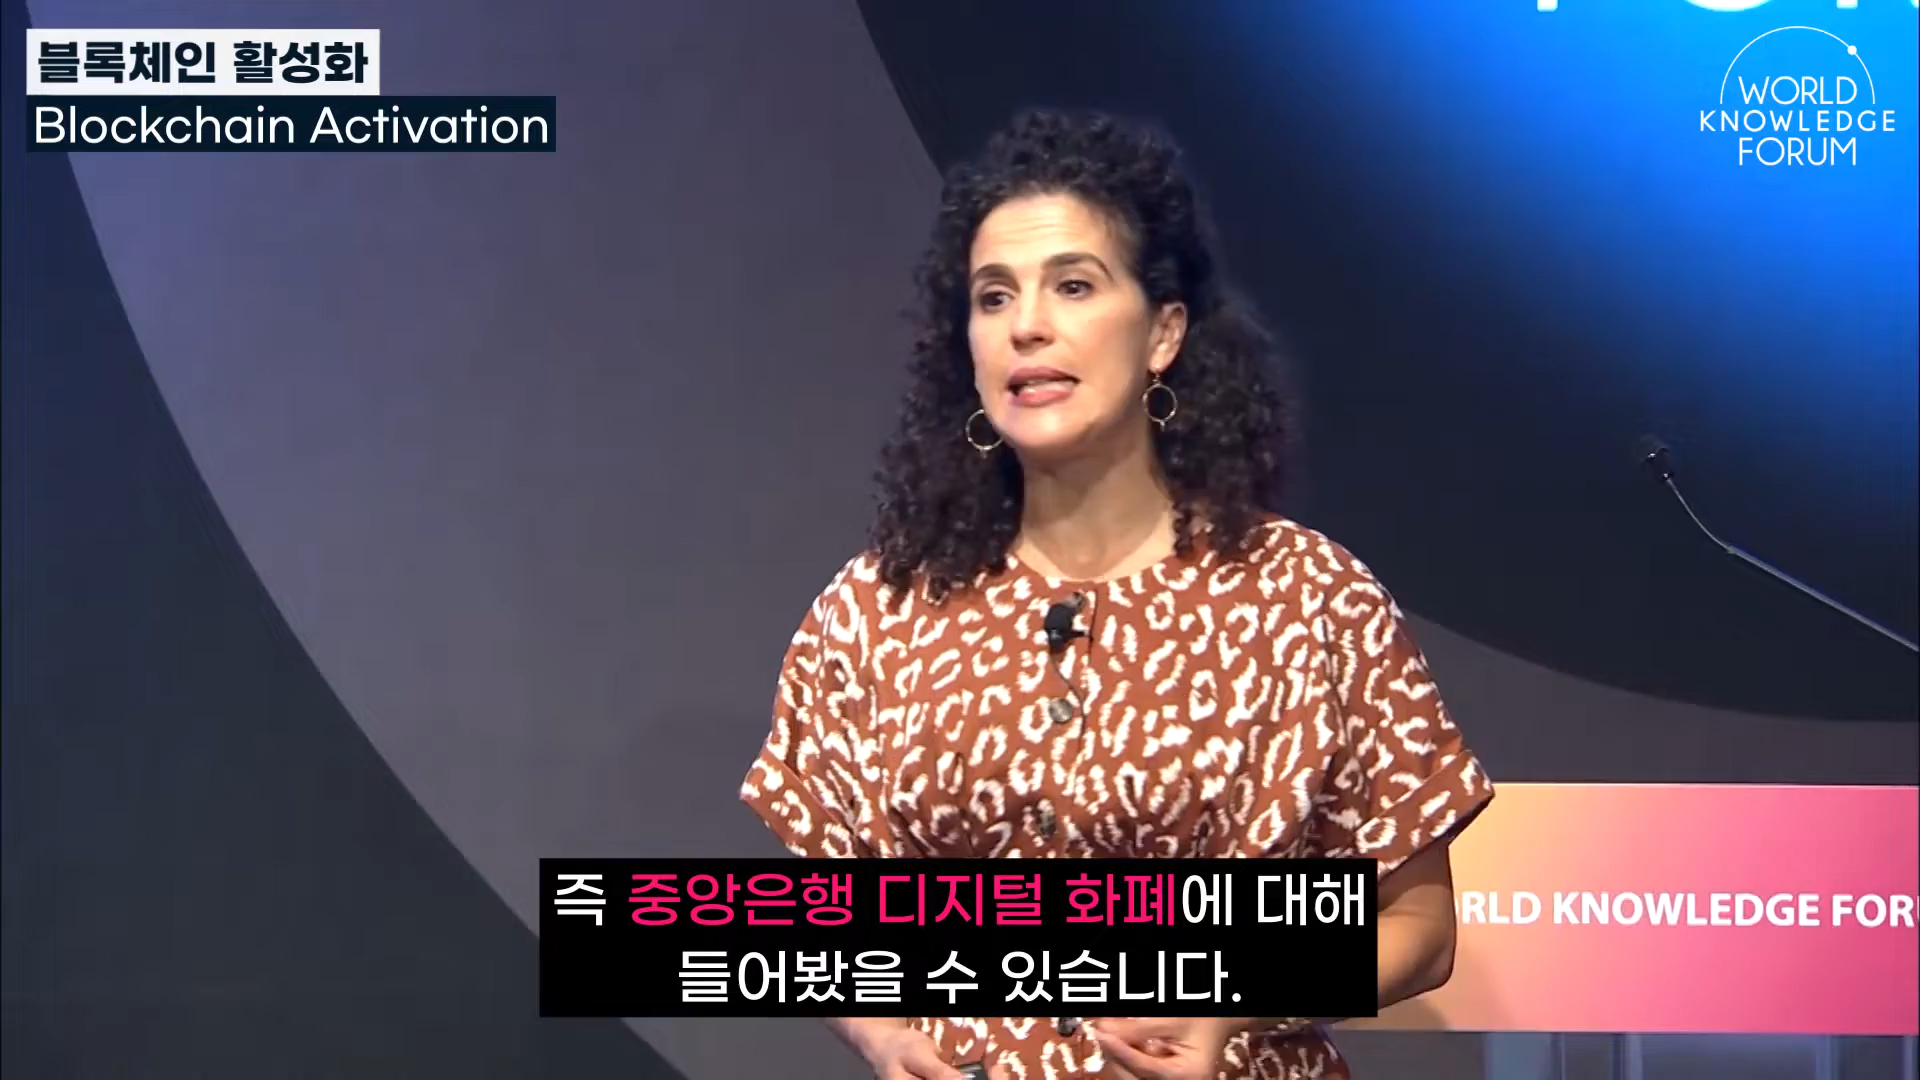 블록체인 활성화
Blockchain Activation
WORLD
KNOWLEDGE
FORUM
RLD KNOWLEDGE FOR
즉 중앙은행 디지털 화폐에 대해
들어봤을 수 있습니다.